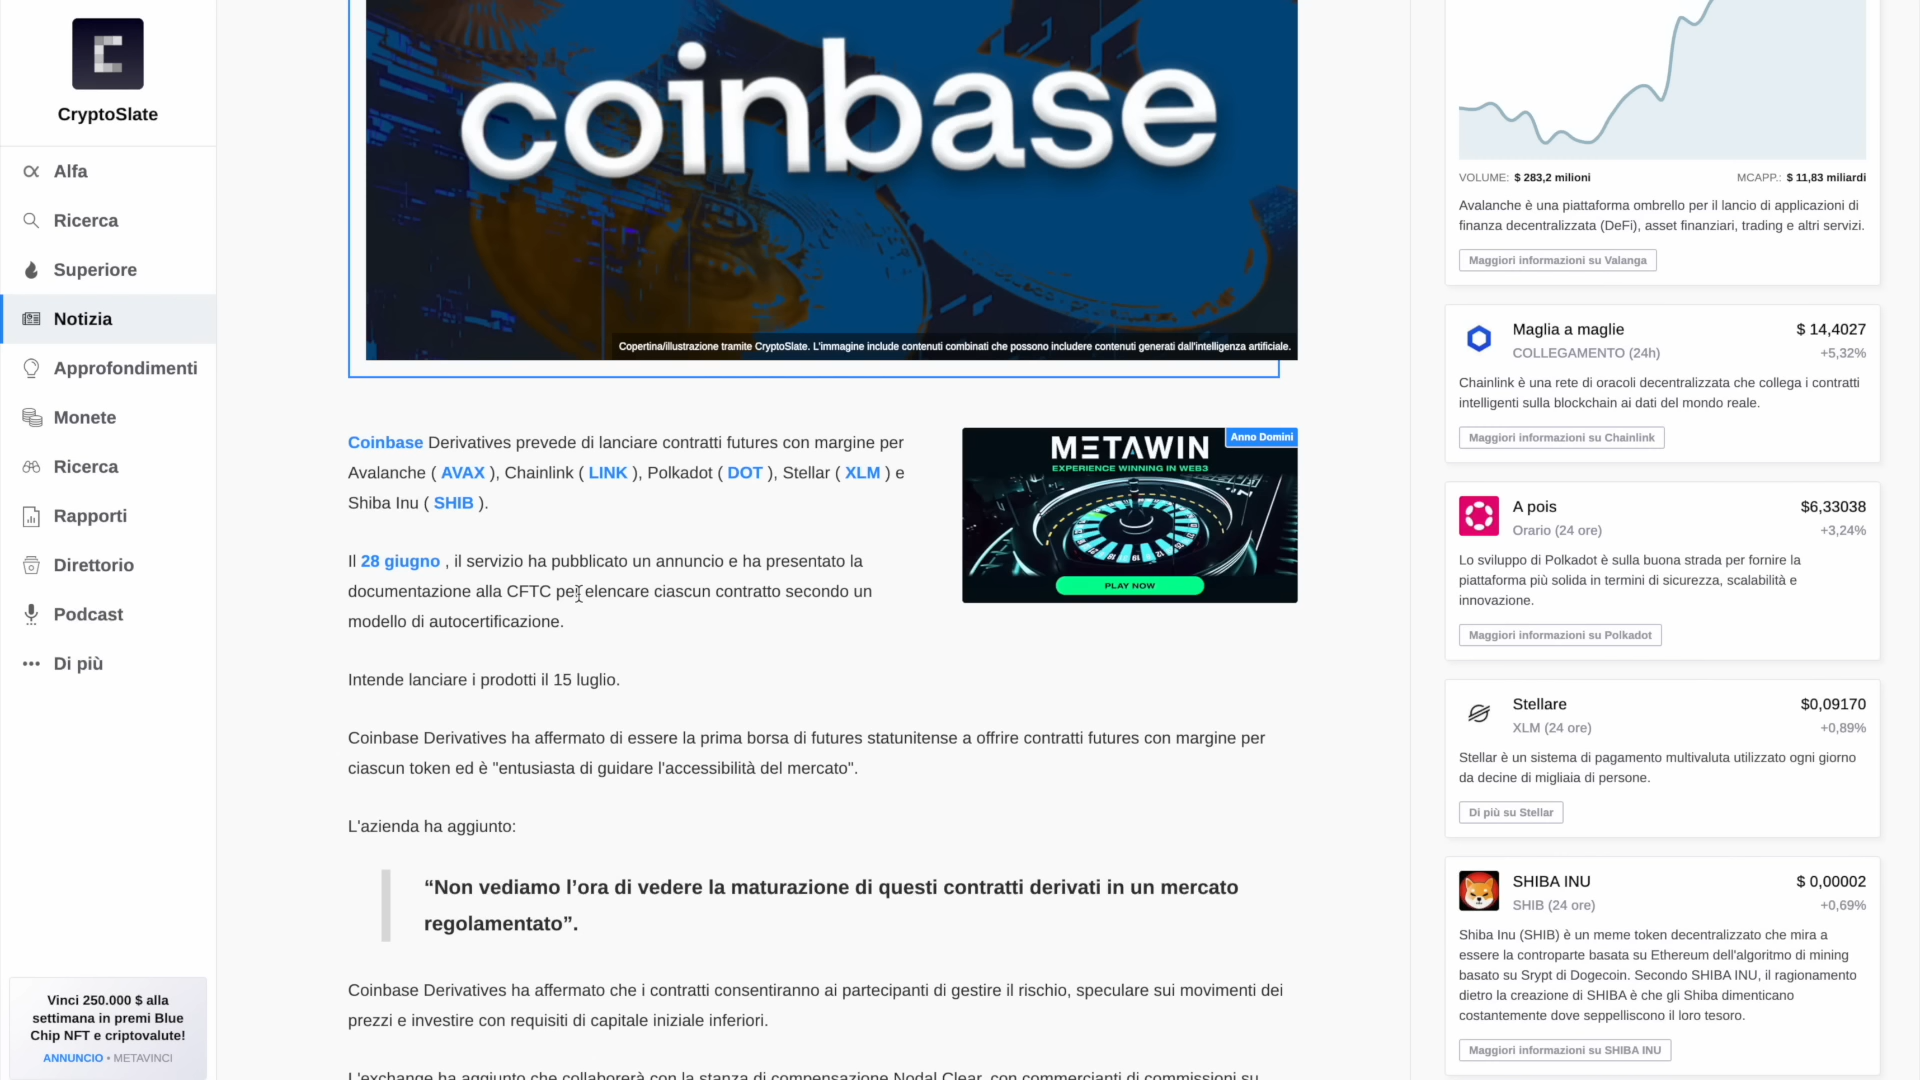 CryptoSlate
Alfa
Ricerca
Superiore
Notizia
Approfondimenti
Monete
Ricerca
Rapporti
Direttorio
Podcast
Di più
Vinci 250.000 $ alla
settimana in premi Blue
Chip NFT e criptovalute!
ANNUNCIO • METAVINCI
coinbase
Copertina/illustrazione tramite CryptoSlate. L'immagine include contenuti combinati che possono includere contenuti generati dall'intelligenza artificiale.
Coinbase Derivatives prevede di lanciare contratti futures con margine per
Avalanche ( AVAX ), Chainlink ( LINK ), Polkadot ( DOT ), Stellar ( XLM ) e
Shiba Inu ( SHIB ).
METAWIN
Anno Domini
EXPERIENCE WINNING IN WEB3
PLAY NOW
Il 28 giugno , il servizio ha pubblicato un annuncio e ha presentato la
documentazione alla CFTC per elencare ciascun contratto secondo un
modello di autocertificazione.
Intende lanciare i prodotti il 15 luglio.
Coinbase Derivatives ha affermato di essere la prima borsa di futures statunitense a offrire contratti futures con margine per
ciascun token ed è "entusiasta di guidare l'accessibilità del mercato".
L'azienda ha aggiunto:
“Non vediamo l’ora di vedere la maturazione di questi contratti derivati in un mercato
regolamentato”.
Coinbase Derivatives ha affermato che i contratti consentiranno ai partecipanti di gestire il rischio, speculare sui movimenti dei
prezzi e investire con requisiti di capitale iniziale inferiori.
L'exchange ha aggiunto che collaborerà con la stanza di compensazione Nodal Clear, con commercianti di commissioni su
VOLUME: $ 283,2 milioni
MCAPP.: $ 11,83 miliardi
Avalanche è una piattaforma ombrello per il lancio di applicazioni di
finanza decentralizzata (DeFi), asset finanziari, trading e altri servizi.
Maggiori informazioni su Valanga
Maglia a maglie $ 14,4027
COLLEGAMENTO (24h) +5,32%
Chainlink è una rete di oracoli decentralizzata che collega i contratti
intelligenti sulla blockchain ai dati del mondo reale.
Maggiori informazioni su Chainlink
A pois $6,33038
Orario (24 ore) +3,24%
Lo sviluppo di Polkadot è sulla buona strada per fornire la
piattaforma più solida in termini di sicurezza, scalabilità e
innovazione.
Maggiori informazioni su Polkadot
Stellare $0,09170
XLM (24 ore) +0,89%
Stellar è un sistema di pagamento multivaluta utilizzato ogni giorno
da decine di migliaia di persone.
Di più su Stellar
SHIBA INU $ 0,00002
SHIB (24 ore) +0,69%
Shiba Inu (SHIB) è un meme token decentralizzato che mira a
essere la controparte basata su Ethereum dell'algoritmo di mining
basato su Srypt di Dogecoin. Secondo SHIBA INU, il ragionamento
dietro la creazione di SHIBA è che gli Shiba dimenticano
costantemente dove seppelliscono il loro tesoro.
Maggiori informazioni su SHIBA INU